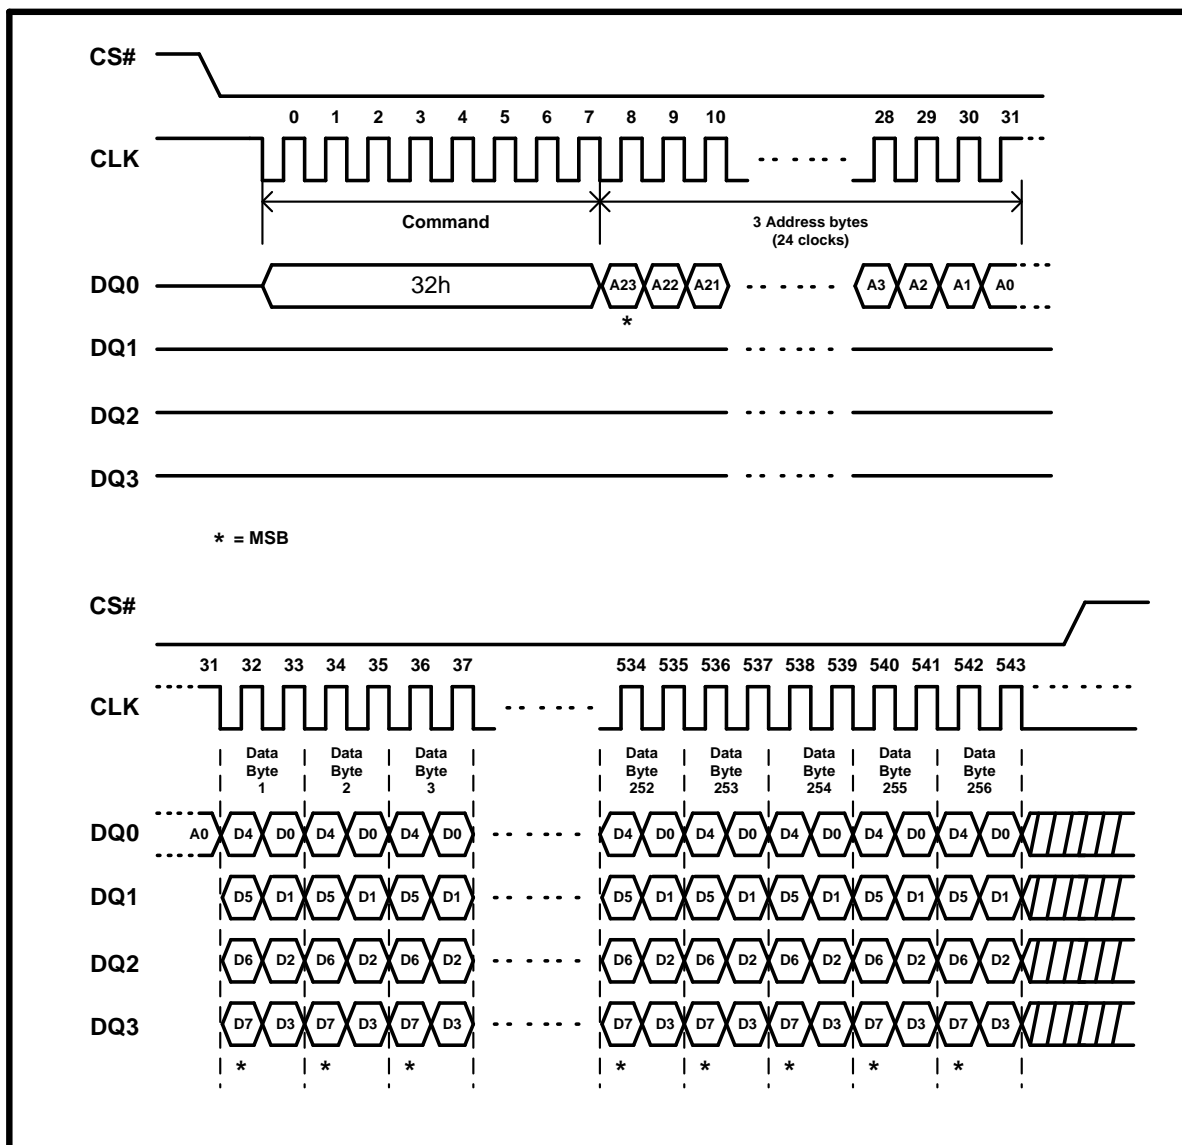 CS#
0 1 2 3 4 5 6 7 8 9 10 28 29 30 31
CLK
Command
3 Address bytes
(24 clocks)
DQ0 32h A23 A22 A21 A3 A2 A1 A0
*
DQ1
DQ2
DQ3
* = MSB
CS#
31 32 33 34 35 36 37 534 535 536 537 538 539 540 541 542 543
CLK
Data Data Data Data Data Data Data Data
Byte Byte Byte Byte Byte Byte Byte Byte
1 2 3 252 253 254 255 256
DQ0 A0 D4 D0 D4 D0 D4 D0 D4 D0 D4 D0 D4 D0 D4 D0 D4 D0
DQ1 D5 D1 D5 D1 D5 D1 D5 D1 D5 D1 D5 D1 D5 D1 D5 D1
DQ2 D6 D2 D6 D2 D6 D2 D6 D2 D6 D2 D6 D2 D6 D2 D6 D2
DQ3 D7 D3 D7 D3 D7 D3 D7 D3 D7 D3 D7 D3 D7 D3 D7 D3
* * * * * * * *